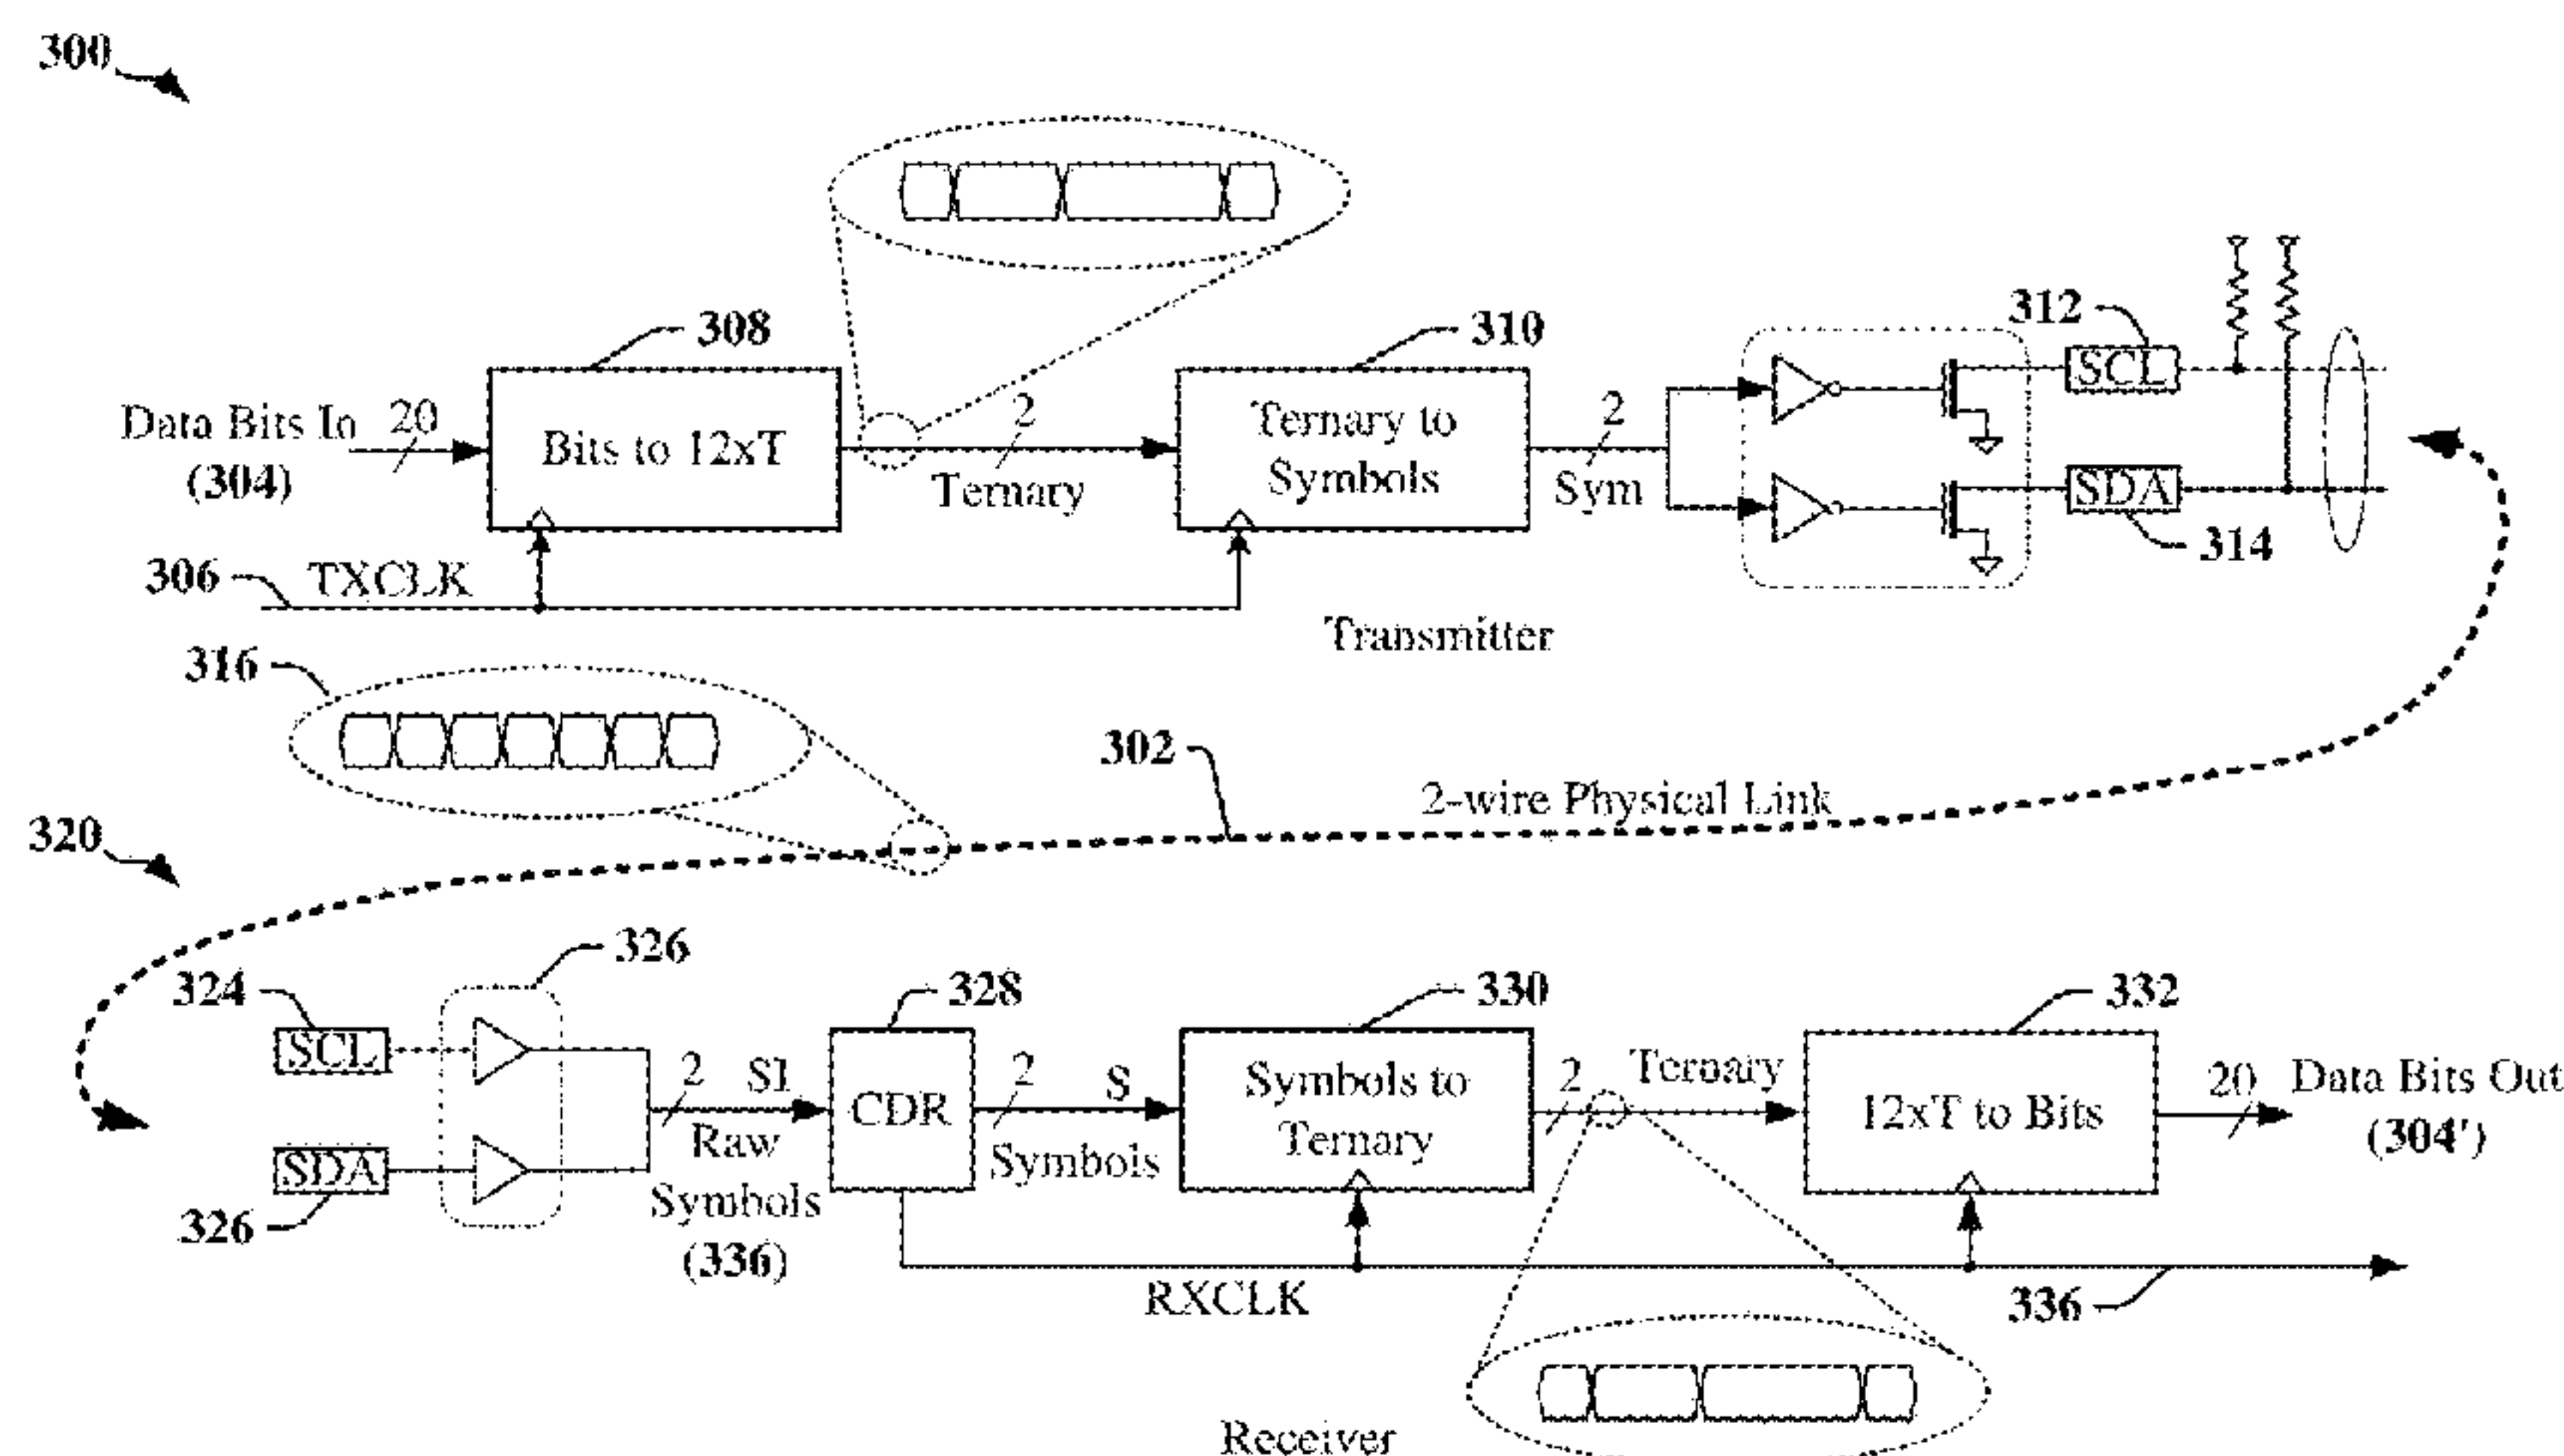 300
308
310
312
Data Bits In
(304)
20
Bits to 12xT
2
Ternary
Ternary to
Symbols
2
Sym
SCL
SDA
314
306
TXCLK
Transmitter
316
302
2-wire Physical Link
320
324
326
328
330
332
SCL
SDA
326
2
SI
Raw
Symbols
(336)
CDR
2
S
Symbols
Symbols to
Ternary
2
Ternary
12xT to Bits
20
Data Bits Out
(304')
RXCLK
336
Receiver